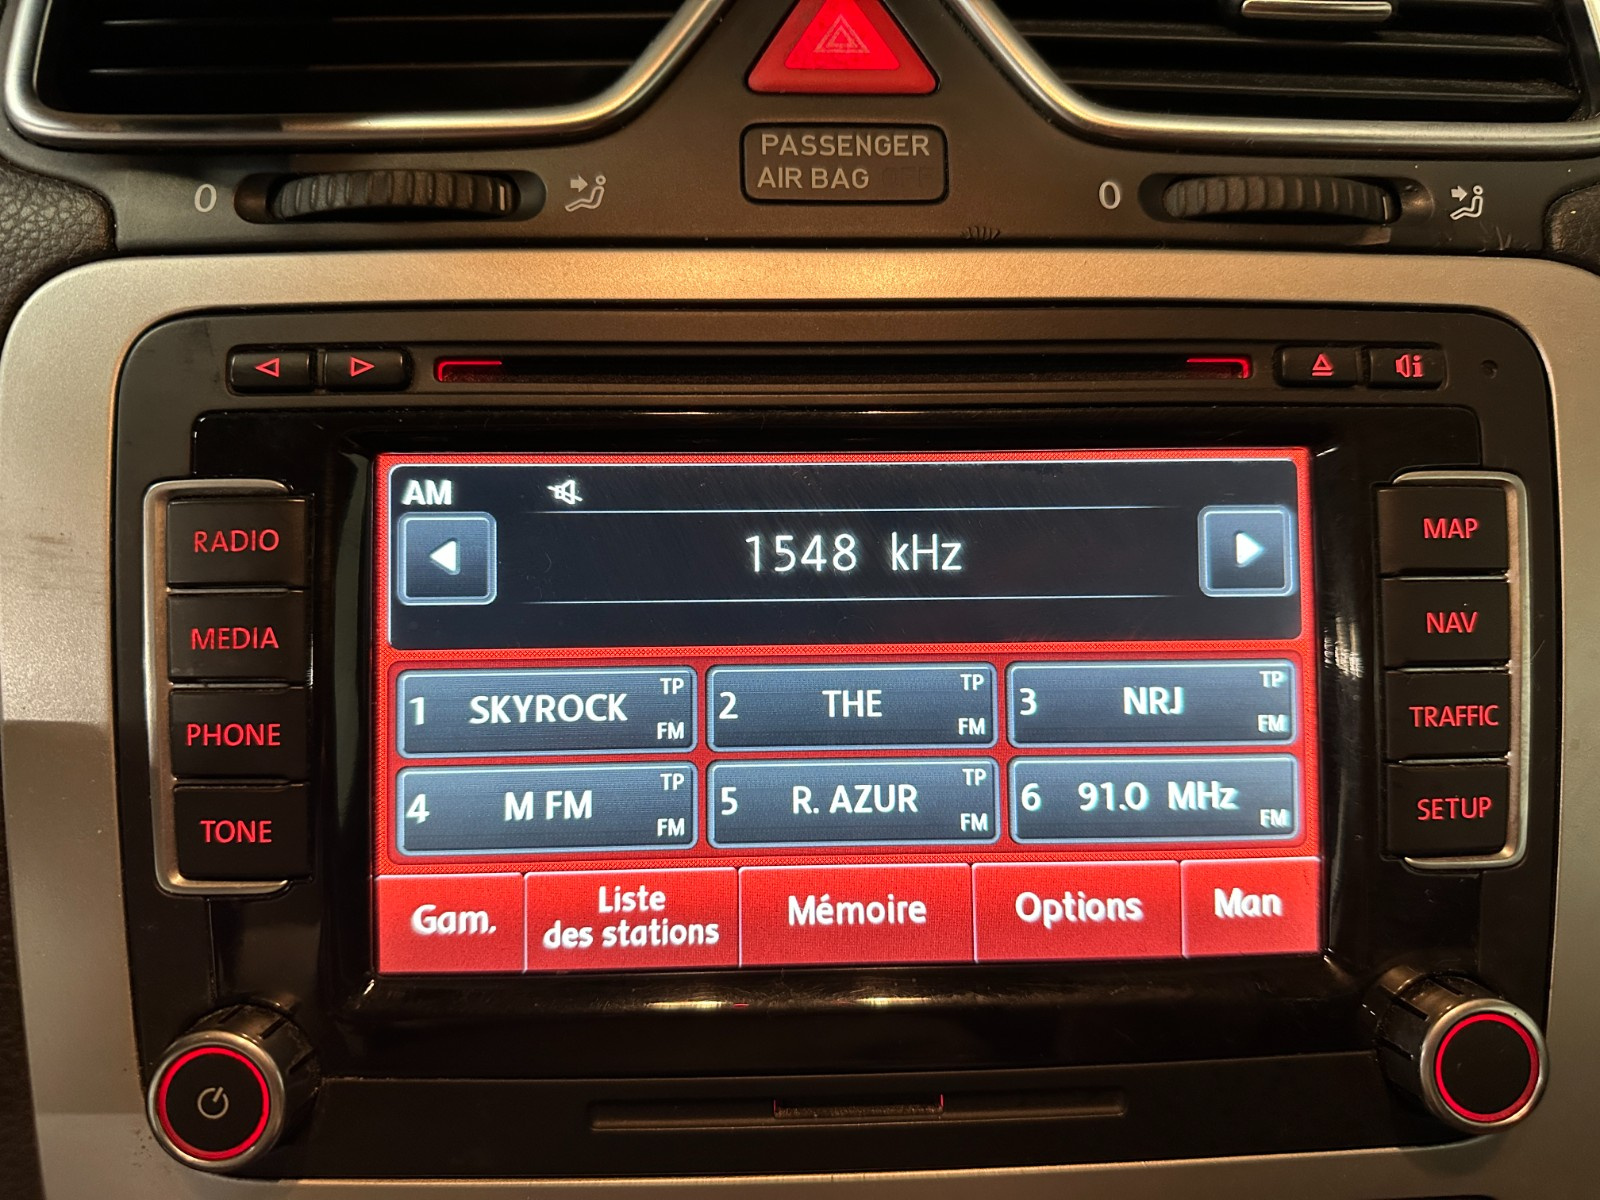 PASSENGER
AIR BAG
0
0
AM
1548 kHz
RADIO
MEDIA
PHONE
TONE
MAP
NAV
TRAFFIC
SETUP
1 SKYROCK TP FM
2 THE TP FM
3 NRJ TP FM
4 M FM TP FM
5 R. AZUR TP FM
6 91.0 MHz FM
Gam.
Liste
des stations
Mémoire
Options
Man